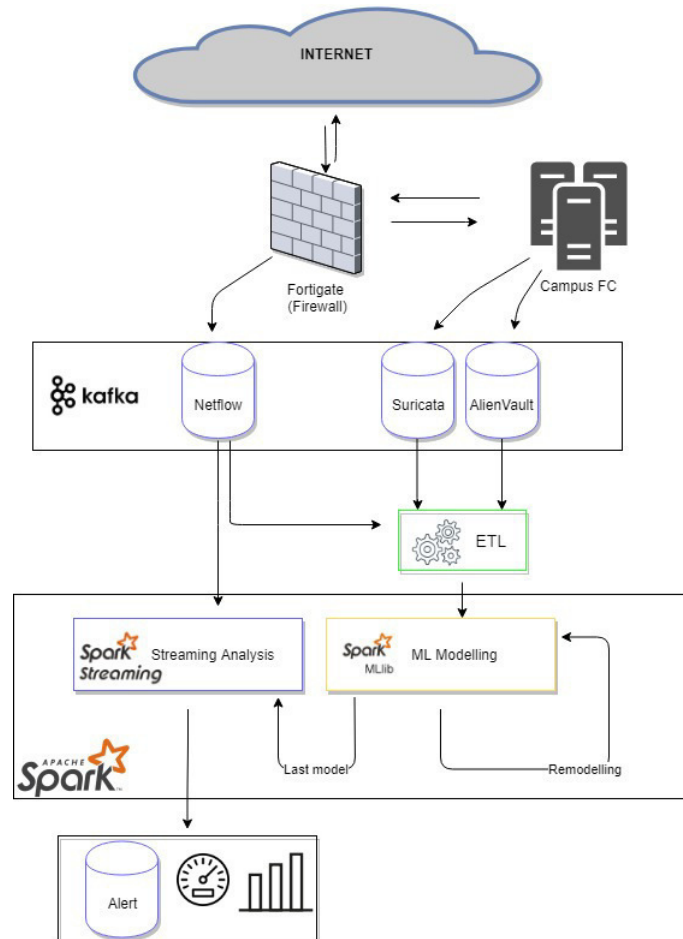 INTERNET
Fortigate
(Firewall)
Campus FC
kafka
Netflow
Suricata
AlienVault
ETL
Spark
Streaming
Streaming Analysis
Spark
MLlib
ML Modelling
Last model
Remodelling
APACHE
Spark
Alert